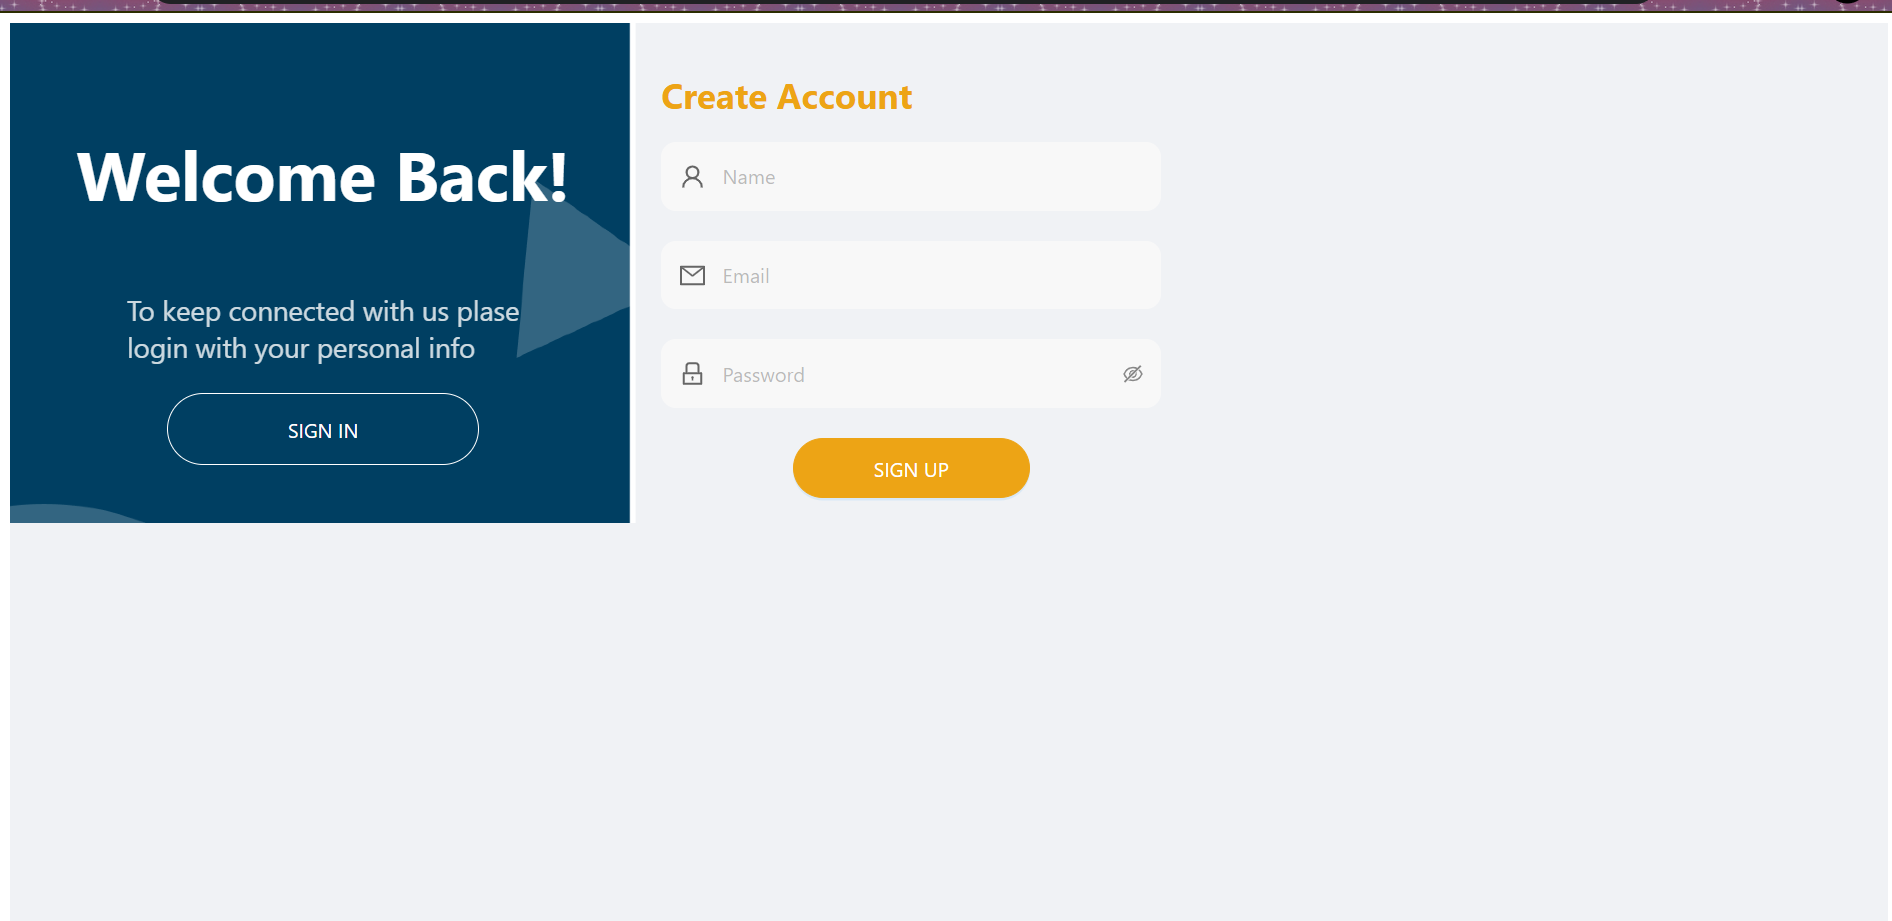 Welcome Back!
To keep connected with us plase
login with your personal info
SIGN IN
Create Account
Name
Email
Password
SIGN UP